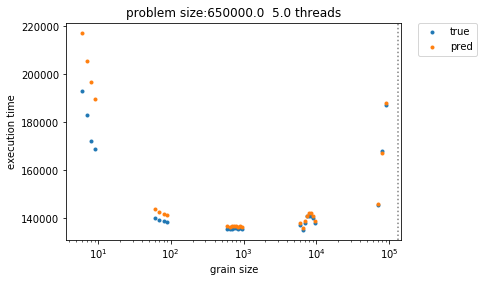 problem size:650000.0 5.0 threads
true
pred
220000
200000
180000
160000
140000
execution time
10^1
10^2
10^3
10^4
10^5
grain size